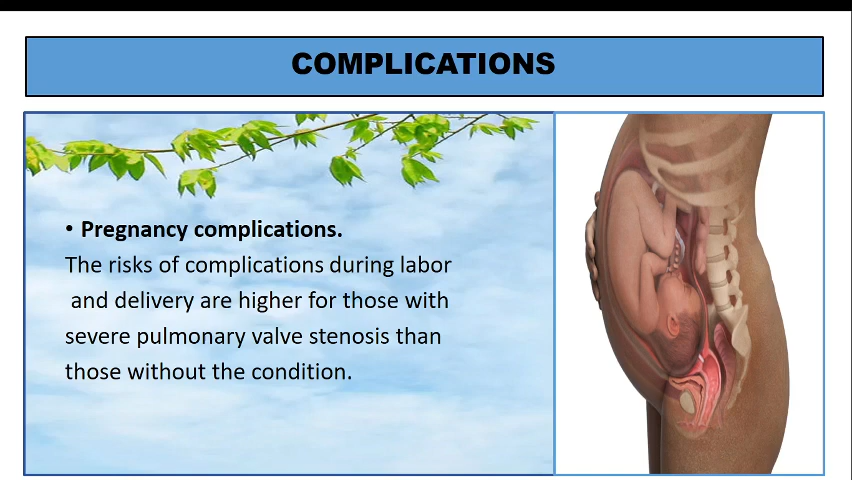 COMPLICATIONS
• Pregnancy complications.
The risks of complications during labor
and delivery are higher for those with
severe pulmonary valve stenosis than
those without the condition.